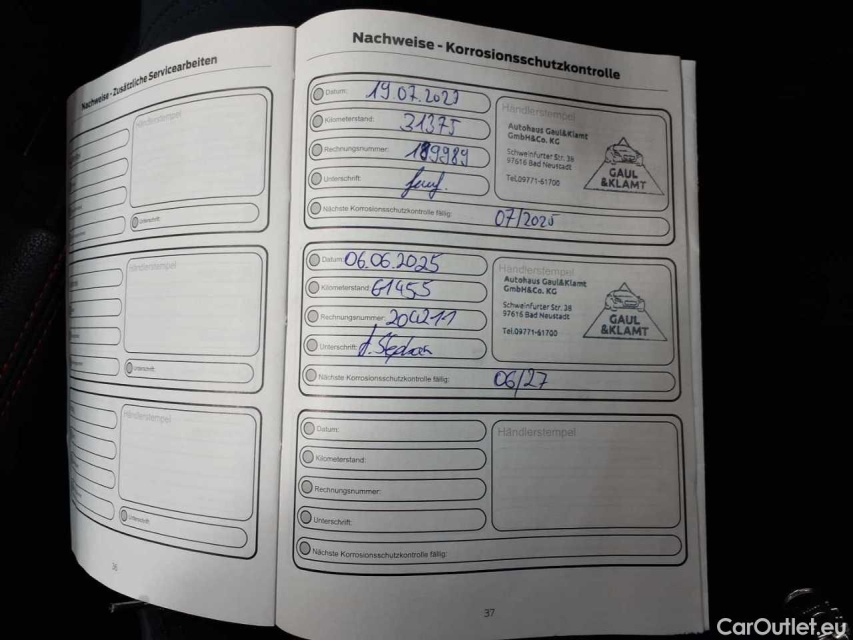 Nachweise - Zusätzliche Servicearbeiten
Händlerstempel
Unterschrift:
Händlerstempel
Unterschrift:
Händlerstempel
Unterschrift:
36
Nachweise - Korrosionsschutzkontrolle
Datum: 19.07.2023
Kilometerstand: 31375
Rechnungsnummer: 189989
Unterschrift:
Nächste Korrosionsschutzkontrolle fällig: 07/2025
Händlerstempel
Autohaus Gaul&Klamt
GmbH&Co. KG
Schweinfurter Str. 38
97616 Bad Neustadt
Tel.09771-61700
GAUL
&KLAMT
Datum: 06.06.2025
Kilometerstand: 61455
Rechnungsnummer: 204211
Unterschrift:
Nächste Korrosionsschutzkontrolle fällig: 06/27
Händlerstempel
Autohaus Gaul&Klamt
GmbH&Co. KG
Schweinfurter Str. 38
97616 Bad Neustadt
Tel.09771-61700
GAUL
&KLAMT
Datum:
Kilometerstand:
Rechnungsnummer:
Unterschrift:
Nächste Korrosionsschutzkontrolle fällig:
Händlerstempel
37
CarOutlet.eu